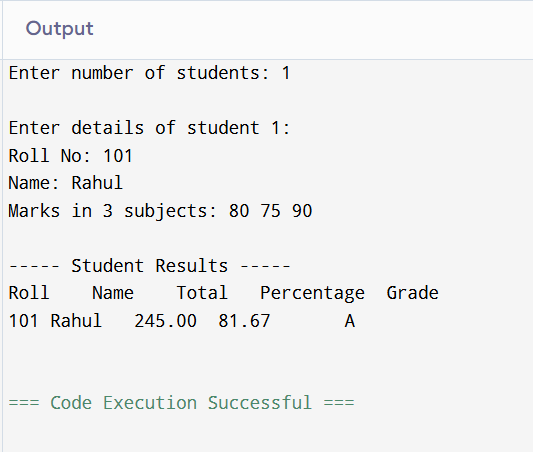 Output
Enter number of students: 1
Enter details of student 1:
Roll No: 101
Name: Rahul
Marks in 3 subjects: 80 75 90
----- Student Results -----
Roll    Name    Total   Percentage  Grade
101 Rahul   245.00  81.67       A
=== Code Execution Successful ===